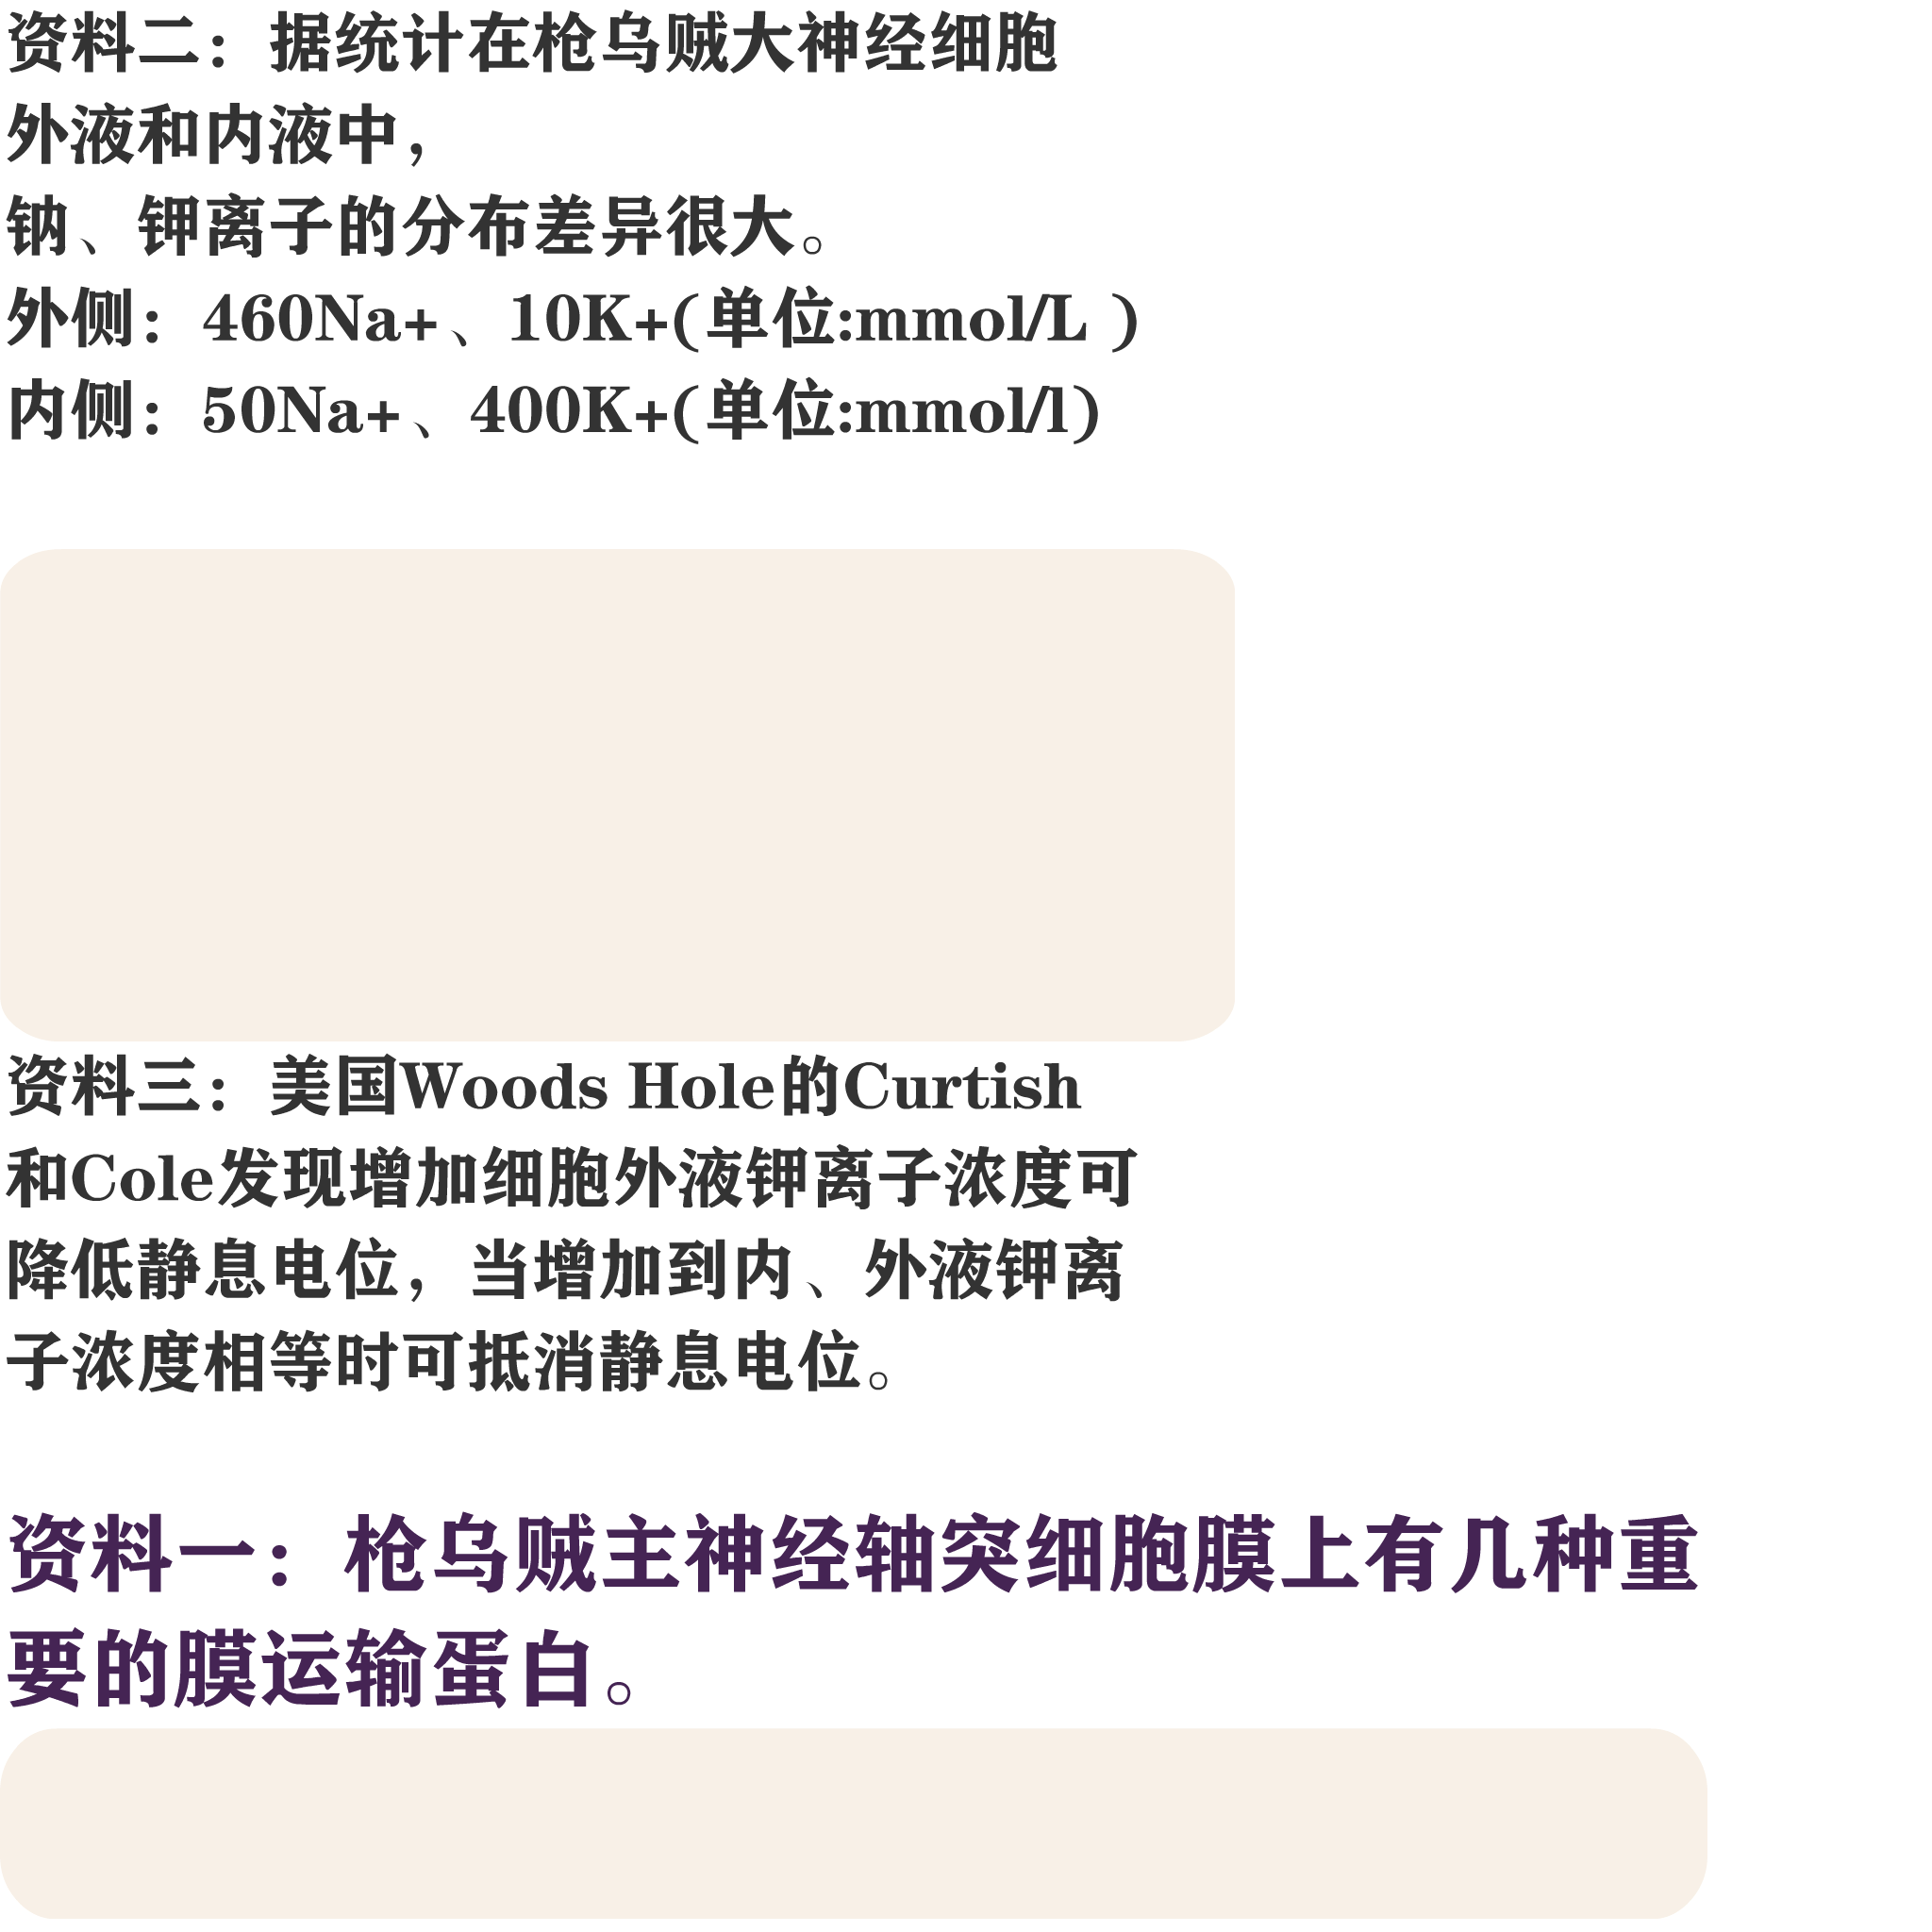 资料二：据统计在枪乌贼大神经细胞
外液和内液中，
钠、钾离子的分布差异很大。
外侧：460Na+、10K+(单位:mmol/L )
内侧：50Na+、400K+(单位:mmol/l)
资料三：美国Woods Hole的Curtish
和Cole发现增加细胞外液钾离子浓度可
降低静息电位，当增加到内、外液钾离
子浓度相等时可抵消静息电位。
资料一：枪乌贼主神经轴突细胞膜上有几种重
要的膜运输蛋白。